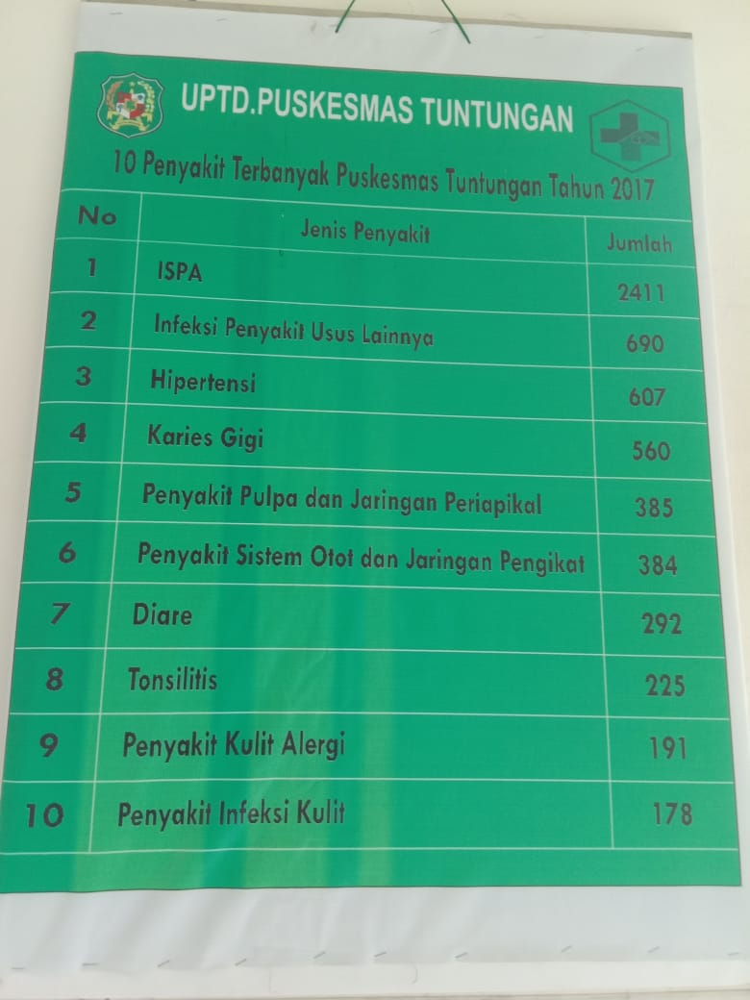 UPTD.PUSKESMAS TUNTUNGAN
10 Penyakit Terbanyak Puskesmas Tuntungan Tahun 2017
No Jenis Penyakit Jumlah
1 ISPA 2411
2 Infeksi Penyakit Usus Lainnya 690
3 Hipertensi 607
4 Karies Gigi 560
5 Penyakit Pulpa dan Jaringan Periapikal 385
6 Penyakit Sistem Otot dan Jaringan Pengikat 384
7 Diare 292
8 Tonsilitis 225
9 Penyakit Kulit Alergi 191
10 Penyakit Infeksi Kulit 178